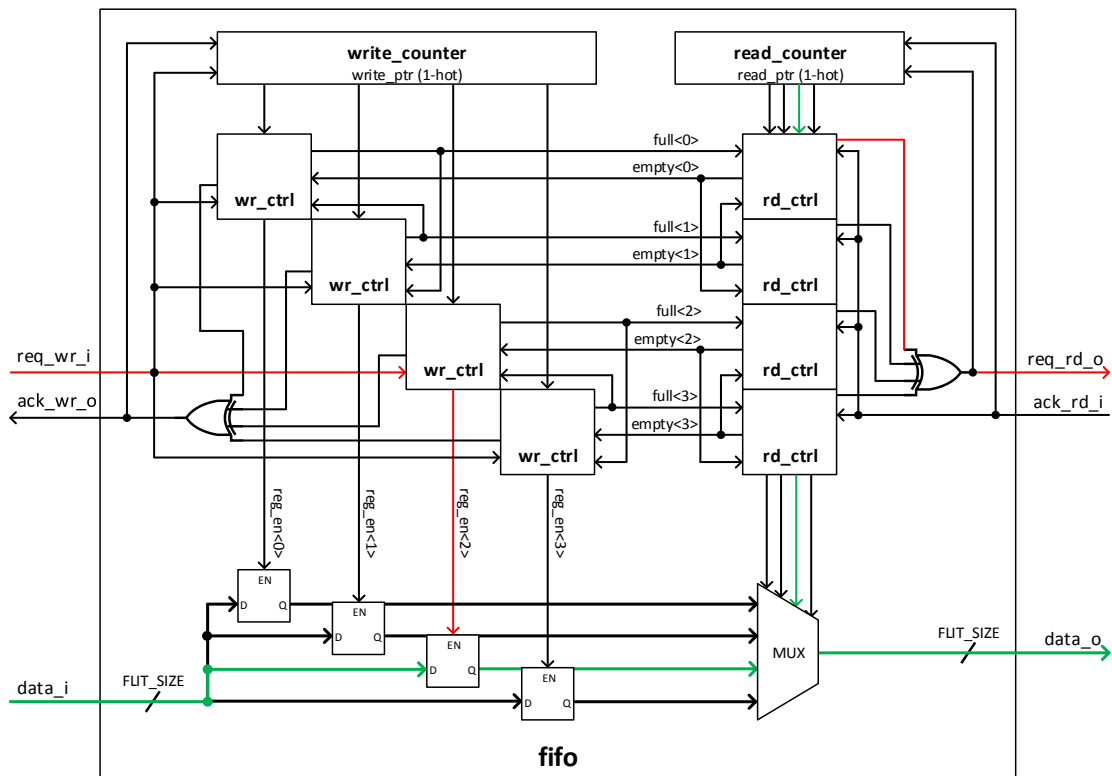 write_counter
write_ptr (1-hot)
read_counter
read_ptr (1-hot)
full<0>
empty<0>
wr_ctrl
rd_ctrl
full<1>
empty<1>
wr_ctrl
rd_ctrl
full<2>
empty<2>
wr_ctrl
rd_ctrl
full<3>
empty<3>
wr_ctrl
rd_ctrl
req_wr_i
ack_wr_o
req_rd_o
ack_rd_i
reg_en<0>
reg_en<1>
reg_en<2>
reg_en<3>
EN
D
Q
EN
D
Q
EN
D
Q
EN
D
Q
MUX
FLIT_SIZE
data_o
FLIT_SIZE
data_i
fifo